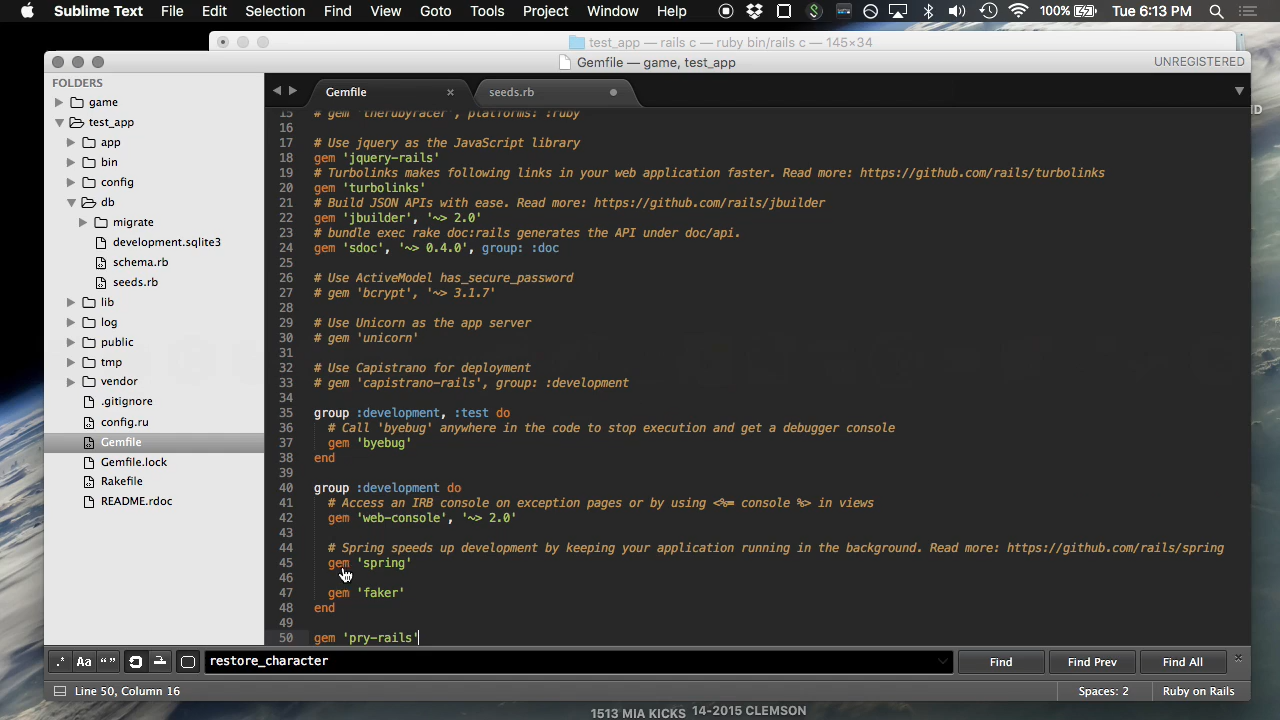 Sublime Text File Edit Selection Find View Goto Tools Project Window Help 100% Tue 6:13 PM
test_app — rails c — ruby bin/rails c — 145×34
Gemfile — game, test_app UNREGISTERED
FOLDERS
game
test_app
app
bin
config
db
migrate
development.sqlite3
schema.rb
seeds.rb
lib
log
public
tmp
vendor
.gitignore
config.ru
Gemfile
Gemfile.lock
Rakefile
README.rdoc
Gemfile × seeds.rb
15 # gem 'therubyracer', platforms: :ruby
16
17 # Use jquery as the JavaScript library
18 gem 'jquery-rails'
19 # Turbolinks makes following links in your web application faster. Read more: https://github.com/rails/turbolinks
20 gem 'turbolinks'
21 # Build JSON APIs with ease. Read more: https://github.com/rails/jbuilder
22 gem 'jbuilder', '~> 2.0'
23 # bundle exec rake doc:rails generates the API under doc/api.
24 gem 'sdoc', '~> 0.4.0', group: :doc
25
26 # Use ActiveModel has_secure_password
27 # gem 'bcrypt', '~> 3.1.7'
28
29 # Use Unicorn as the app server
30 # gem 'unicorn'
31
32 # Use Capistrano for deployment
33 # gem 'capistrano-rails', group: :development
34
35 group :development, :test do
36 # Call 'byebug' anywhere in the code to stop execution and get a debugger console
37 gem 'byebug'
38 end
39
40 group :development do
41 # Access an IRB console on exception pages or by using <%= console %> in views
42 gem 'web-console', '~> 2.0'
43
44 # Spring speeds up development by keeping your application running in the background. Read more: https://github.com/rails/spring
45 gem 'spring'
46
47 gem 'faker'
48 end
49
50 gem 'pry-rails'
.* Aa “” restore_character Find Find Prev Find All
Line 50, Column 16 Spaces: 2 Ruby on Rails
1513 MIA KICKS 14-2015 CLEMSON